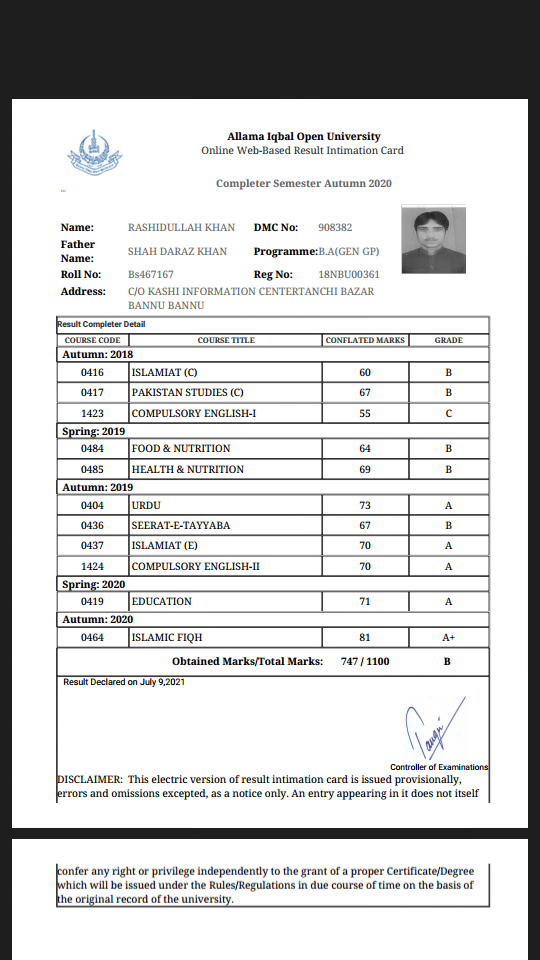 Allama Iqbal Open University
Online Web-Based Result Intimation Card
Completer Semester Autumn 2020
...
Name: RASHIDULLAH KHAN DMC No: 908382
Father Name: SHAH DARAZ KHAN Programme: B.A(GEN GP)
Roll No: Bs467167 Reg No: 18NBU00361
Address: C/O KASHI INFORMATION CENTERTANCHI BAZAR
BANNU BANNU
Result Completer Detail
COURSE CODE COURSE TITLE CONFLATED MARKS GRADE
Autumn: 2018
0416 ISLAMIAT (C) 60 B
0417 PAKISTAN STUDIES (C) 67 B
1423 COMPULSORY ENGLISH-I 55 C
Spring: 2019
0484 FOOD & NUTRITION 64 B
0485 HEALTH & NUTRITION 69 B
Autumn: 2019
0404 URDU 73 A
0436 SEERAT-E-TAYYABA 67 B
0437 ISLAMIAT (E) 70 A
1424 COMPULSORY ENGLISH-II 70 A
Spring: 2020
0419 EDUCATION 71 A
Autumn: 2020
0464 ISLAMIC FIQH 81 A+
Obtained Marks/Total Marks: 747 / 1100 B
Result Declared on July 9,2021
Controller of Examinations
DISCLAIMER: This electric version of result intimation card is issued provisionally,
errors and omissions excepted, as a notice only. An entry appearing in it does not itself
confer any right or privilege independently to the grant of a proper Certificate/Degree
which will be issued under the Rules/Regulations in due course of time on the basis of
the original record of the university.